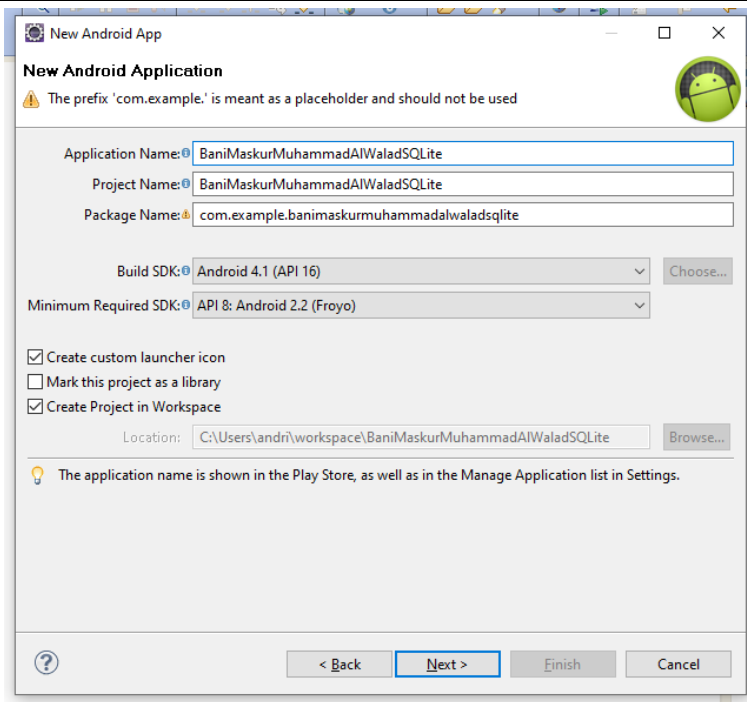 New Android App
New Android Application
The prefix 'com.example.' is meant as a placeholder and should not be used
Application Name: BaniMaskurMuhammadAlWaladSQLite
Project Name: BaniMaskurMuhammadAlWaladSQLite
Package Name: com.example.banimaskurmuhammadalwaladsqlite
Build SDK: Android 4.1 (API 16) Choose...
Minimum Required SDK: API 8: Android 2.2 (Froyo)
Create custom launcher icon
Mark this project as a library
Create Project in Workspace
Location: C:\Users\andri\workspace\BaniMaskurMuhammadAlWaladSQLite Browse...
The application name is shown in the Play Store, as well as in the Manage Application list in Settings.
< Back Next > Finish Cancel